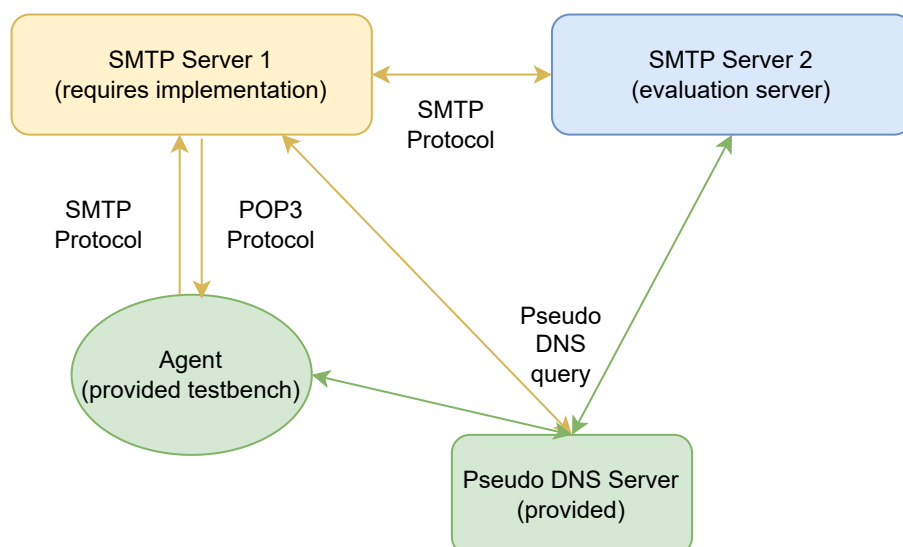 SMTP Server 1
(requires implementation)
SMTP Server 2
(evaluation server)
SMTP
Protocol
SMTP
Protocol
POP3
Protocol
Pseudo
DNS
query
Agent
(provided testbench)
Pseudo DNS Server
(provided)